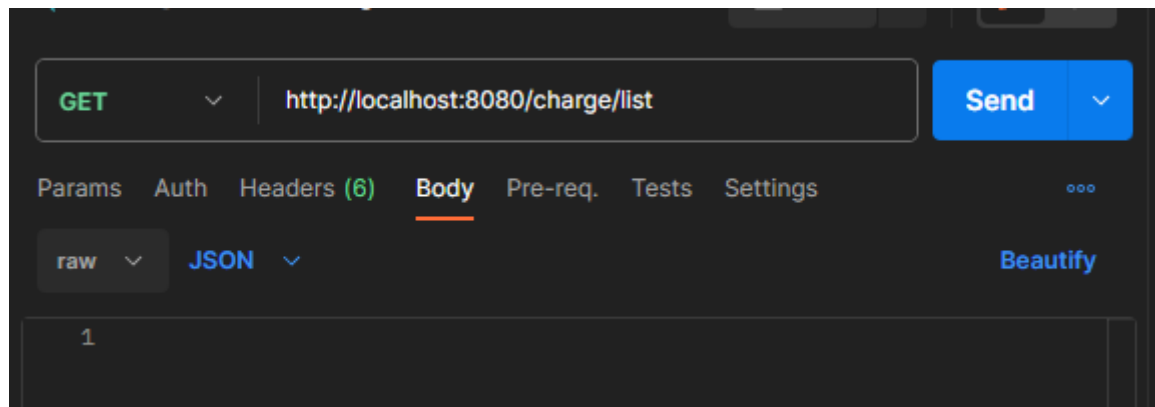 GET http://localhost:8080/charge/list Send
Params Auth Headers (6) Body Pre-req. Tests Settings
raw JSON Beautify
1